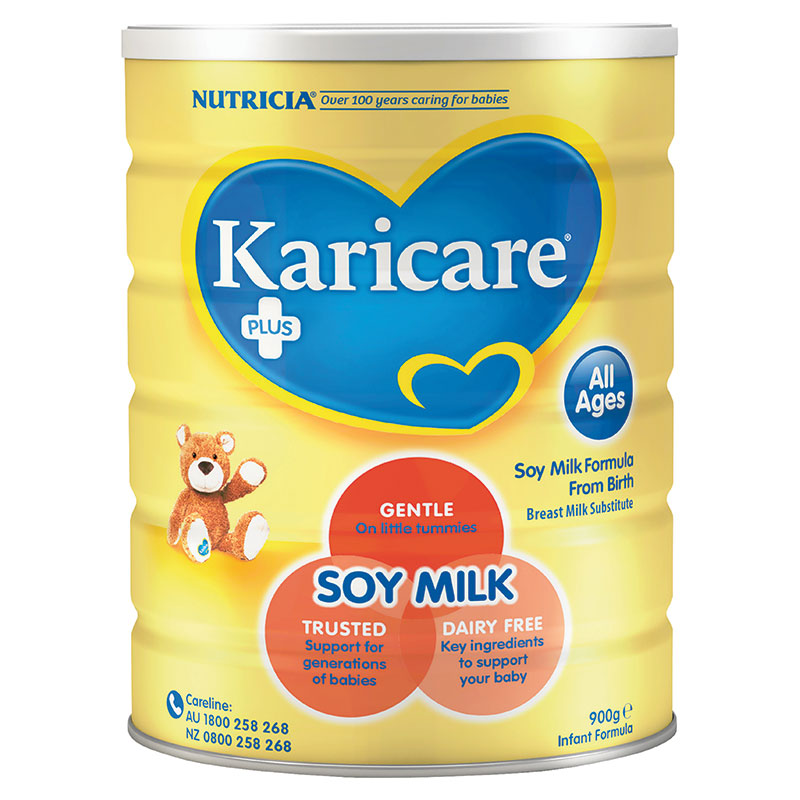 NUTRICIA® Over 100 years caring for babies
Karicare®
PLUS
All
Ages
Soy Milk Formula
From Birth
Breast Milk Substitute
GENTLE
On little tummies
SOY MILK
TRUSTED
Support for
generations
of babies
DAIRY FREE
Key ingredients
to support
your baby
Careline:
AU 1800 258 268
NZ 0800 258 268
900g ℮
Infant Formula